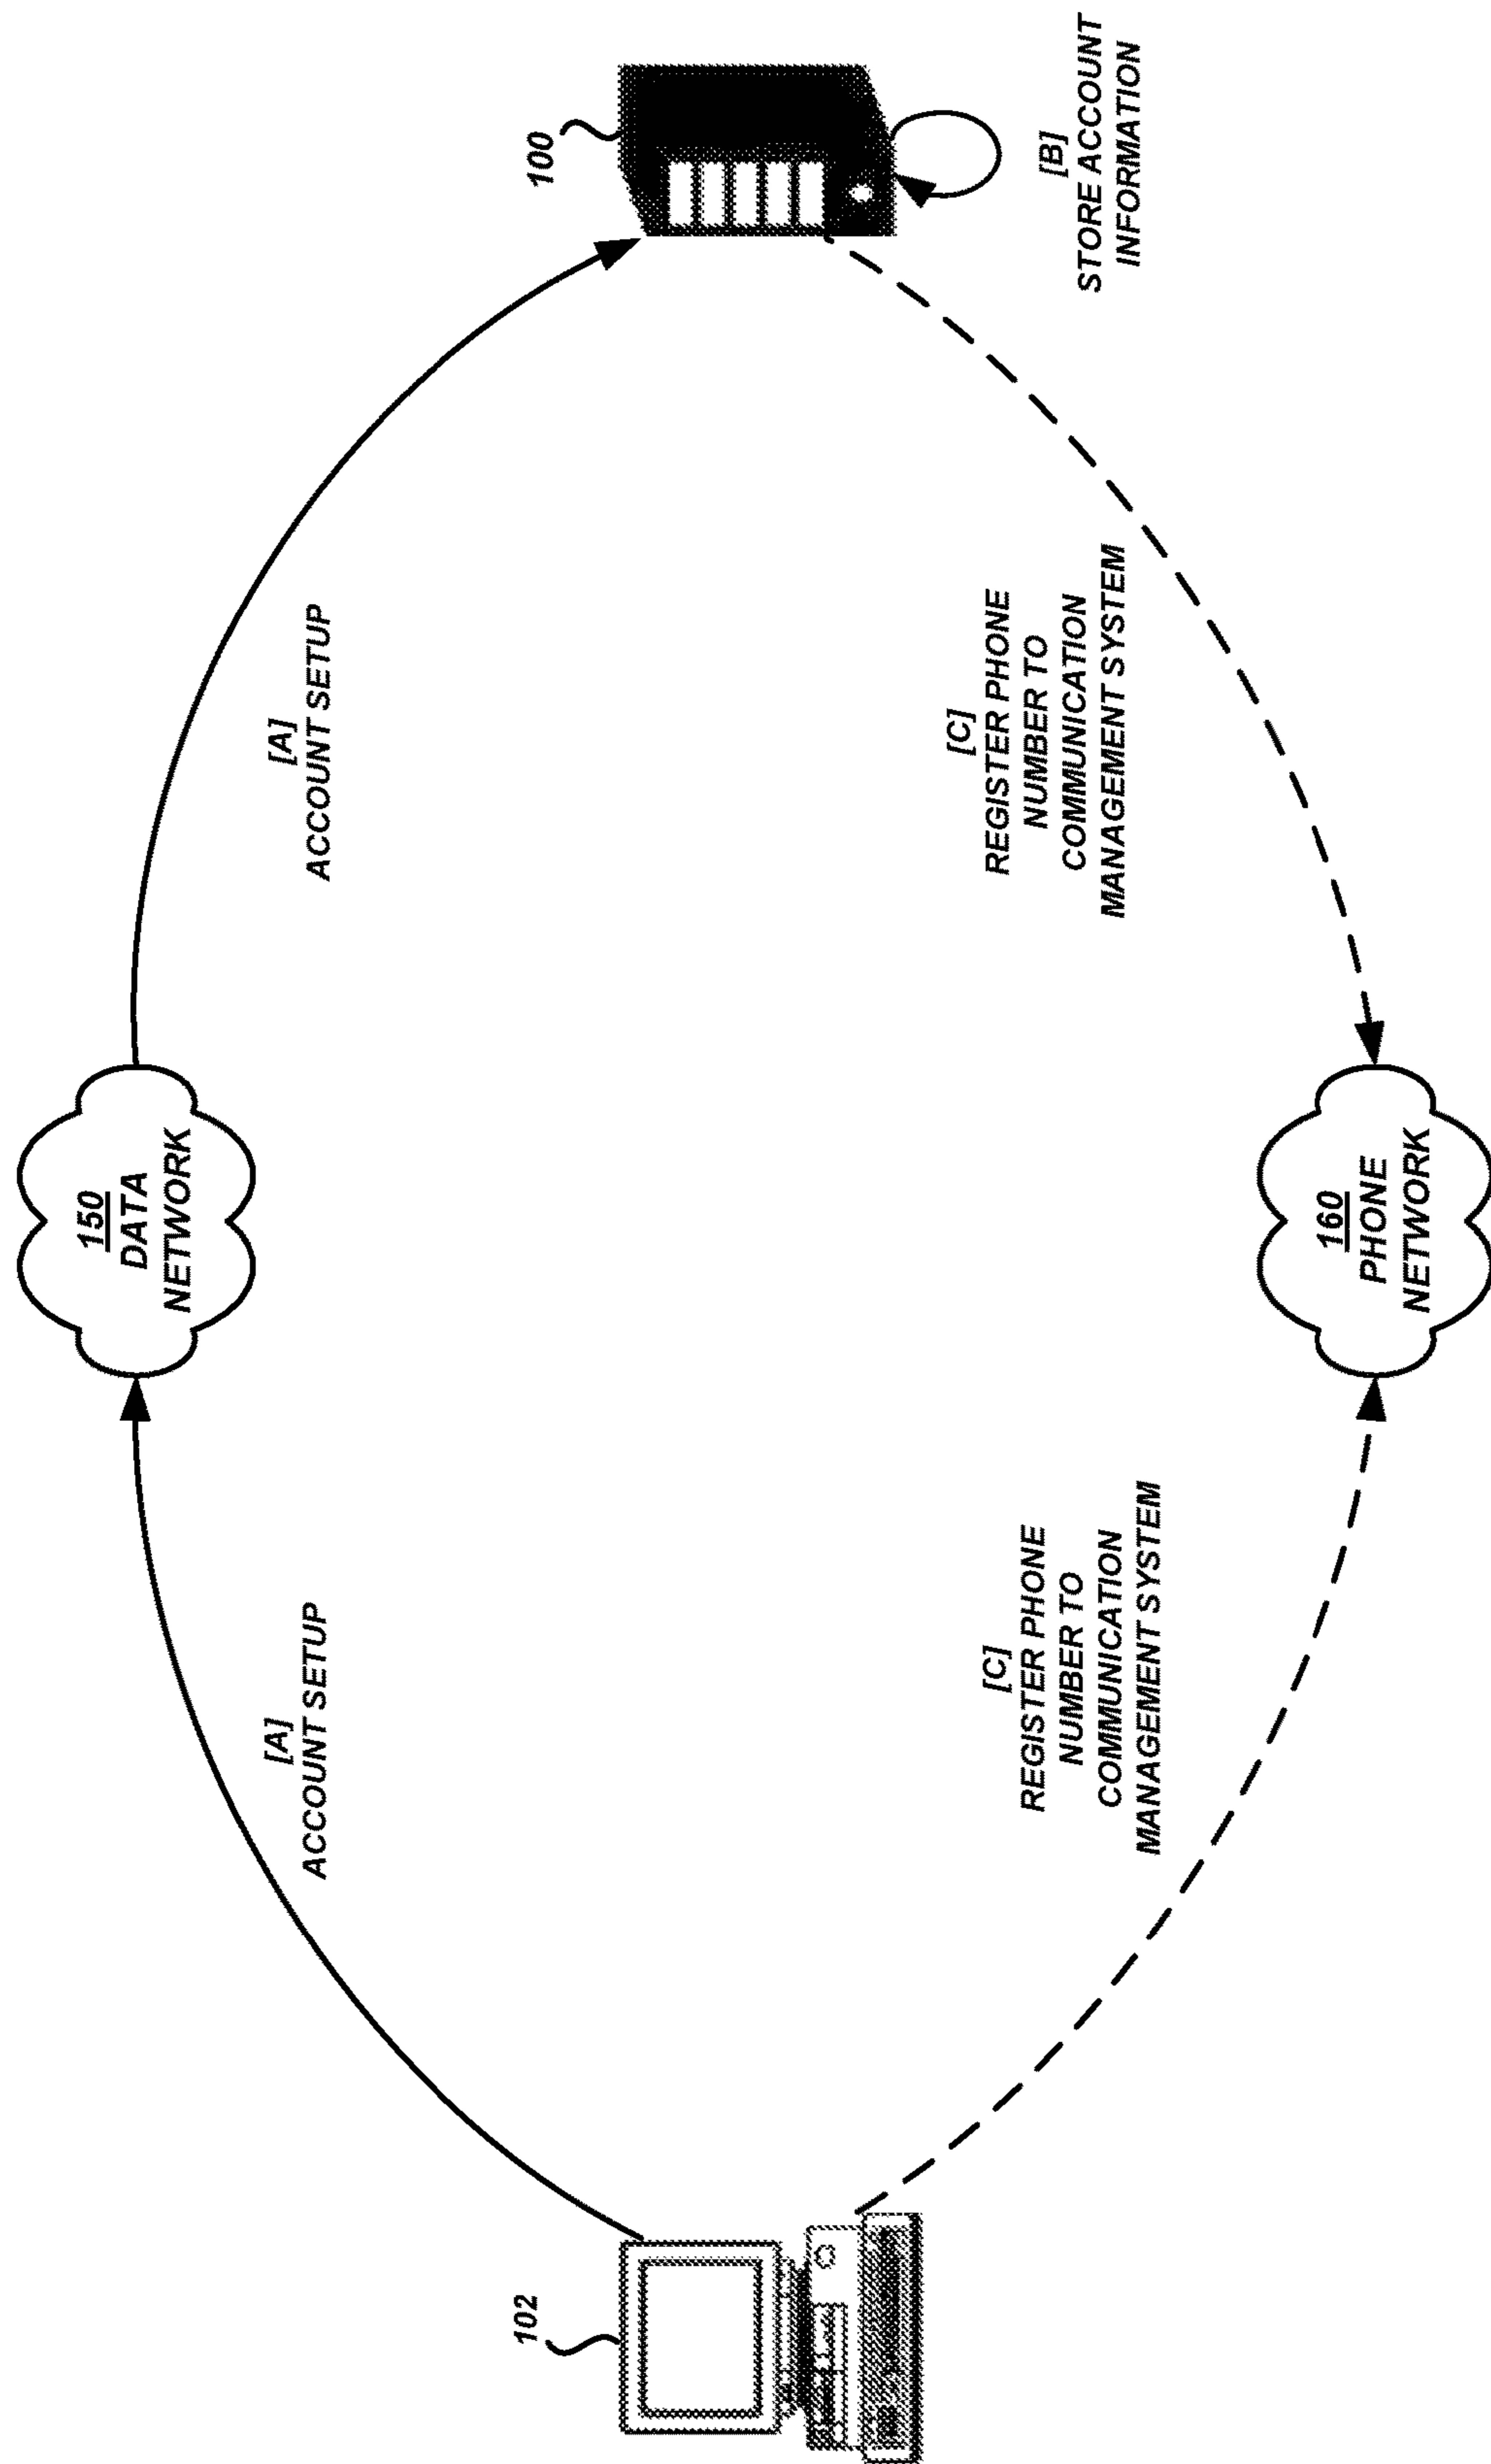 150
DATA
NETWORK
[A]
ACCOUNT SETUP
[A]
ACCOUNT SETUP
102
100
[B]
STORE ACCOUNT
INFORMATION
[C]
REGISTER PHONE
NUMBER TO
COMMUNICATION
MANAGEMENT SYSTEM
[C]
REGISTER PHONE
NUMBER TO
COMMUNICATION
MANAGEMENT SYSTEM
160
PHONE
NETWORK